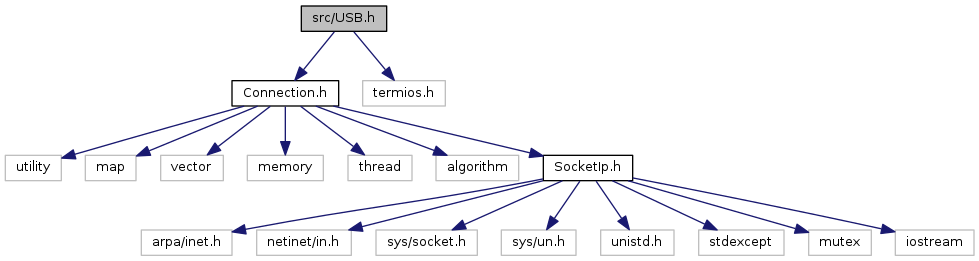 src/USB.h
Connection.h
termios.h
utility
map
vector
memory
thread
algorithm
SocketIp.h
arpa/inet.h
netinet/in.h
sys/socket.h
sys/un.h
unistd.h
stdexcept
mutex
iostream